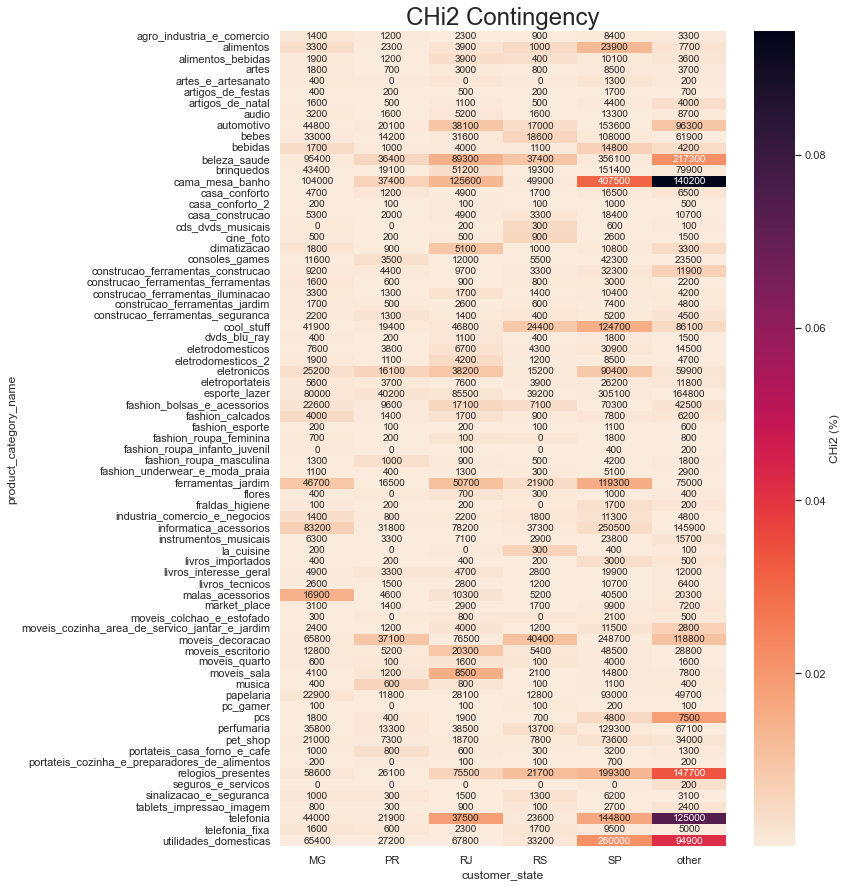 CHi2 Contingency
agro_industria_e_comercio 1400 1200 2300 900 8400 3300
alimentos 3300 2300 3900 1000 23900 7700
alimentos_bebidas 1900 1200 3900 400 10100 3600
artes 1800 700 3000 800 8500 3700
artes_e_artesanato 400 0 0 0 1300 200
artigos_de_festas 400 200 500 200 1700 700
artigos_de_natal 1600 500 1100 500 4400 4000
audio 3200 1600 5200 1600 13300 8700
automotivo 44800 20100 38100 17000 153600 96300
bebes 33000 14200 31600 18600 108000 61900
bebidas 1700 1000 4000 1100 14800 4200
beleza_saude 95400 36400 89300 37400 356100 217300
brinquedos 43400 19100 51200 19300 151400 79900
cama_mesa_banho 104000 37400 125600 49900 407500 140200
casa_conforto 4700 1200 4900 1700 16500 6500
casa_conforto_2 200 100 100 100 1000 500
casa_construcao 5300 2000 4900 3300 18400 10700
cds_dvds_musicais 0 0 200 300 600 100
cine_foto 500 200 500 900 2600 1500
climatizacao 1800 900 5100 1000 10800 3300
consoles_games 11600 3500 12000 5500 42300 23500
construcao_ferramentas_construcao 9200 4400 9700 3300 32300 11900
construcao_ferramentas_ferramentas 1600 600 900 800 3000 2200
construcao_ferramentas_iluminacao 3300 1300 1700 1400 10400 4200
construcao_ferramentas_jardim 1700 500 2600 600 7400 4800
construcao_ferramentas_seguranca 2200 1300 1400 400 5200 4500
cool_stuff 41900 19400 46800 24400 124700 86100
dvds_blu_ray 400 200 1100 400 1800 1500
eletrodomesticos 7600 3800 6700 4300 30900 14500
eletrodomesticos_2 1900 1100 4200 1200 8500 4700
eletronicos 25200 16100 38200 15200 90400 59900
eletroportateis 5600 3700 7600 3900 26200 11800
esporte_lazer 80000 40200 85500 39200 305100 164800
fashion_bolsas_e_acessorios 22600 9600 17100 7100 70300 42500
fashion_calcados 4000 1400 1700 900 7800 6200
fashion_esporte 200 100 200 100 1100 600
fashion_roupa_feminina 700 200 100 0 1800 800
fashion_roupa_infanto_juvenil 0 0 100 0 400 200
fashion_roupa_masculina 1300 1000 900 500 4200 1800
fashion_underwear_e_moda_praia 1100 400 1300 300 5100 2900
ferramentas_jardim 46700 16500 50700 21900 119300 75000
flores 400 0 700 300 1000 400
fraldas_higiene 100 200 200 0 1700 200
industria_comercio_e_negocios 1400 800 2200 1800 11300 4800
informatica_acessorios 83200 31800 78200 37300 250500 145900
instrumentos_musicais 6300 3300 7100 2900 23800 15700
la_cuisine 200 0 0 300 400 100
livros_importados 400 200 400 200 3000 500
livros_interesse_geral 4900 3300 4700 2800 19900 12000
livros_tecnicos 2600 1500 2800 1200 10700 6400
malas_acessorios 16900 4600 10300 5200 40500 20300
market_place 3100 1400 2900 1700 9900 7200
moveis_colchao_e_estofado 300 0 800 0 2100 500
moveis_cozinha_area_de_servico_jantar_e_jardim 2400 1200 4000 1200 11500 2800
moveis_decoracao 65800 37100 76500 40400 248700 118800
moveis_escritorio 12800 5200 20300 5400 48500 28800
moveis_quarto 600 100 1600 100 4000 1600
moveis_sala 4100 1200 8500 2100 14800 7800
musica 400 600 800 100 1100 400
papelaria 22900 11800 28100 12800 93000 49700
pc_gamer 100 0 100 100 200 100
pcs 1800 400 1900 700 4800 7500
perfumaria 35800 13300 38500 13700 129300 67100
pet_shop 21000 7300 18700 7800 73600 34000
portateis_casa_forno_e_cafe 1000 800 600 300 3200 1300
portateis_cozinha_e_preparadores_de_alimentos 200 0 100 100 700 200
relogios_presentes 58600 26100 75500 21700 199300 147700
seguros_e_servicos 0 0 0 0 0 200
sinalizacao_e_seguranca 1000 300 1500 1300 6200 3100
tablets_impressao_imagem 800 300 900 100 2700 2400
telefonia 44000 21900 37500 23600 144800 125000
telefonia_fixa 1600 600 2300 1700 9500 5000
utilidades_domesticas 65400 27200 67800 33200 260000 94900
MG PR RJ RS SP other
customer_state
product_category_name
0.08
0.06
0.04
0.02
CHi2 (%)